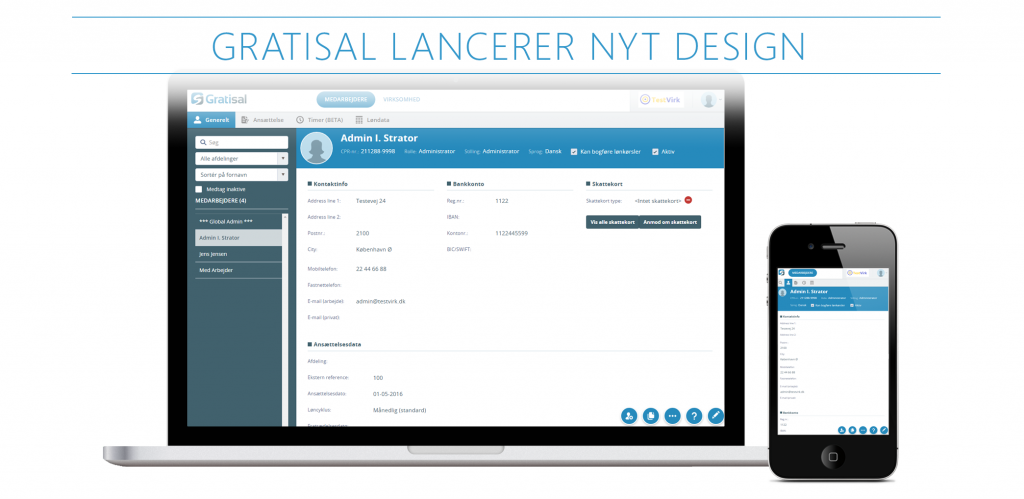 GRATISAL LANCERER NYT DESIGN
Gratisal
MEDARBEJDERE VIRKSOMHED
TestVirk
Generelt Ansættelse Timer (BETA) Løndata
Søg
Alle afdelinger
Sortér på fornavn
Medtag inaktive
MEDARBEJDERE (4)
*** Global Admin ***
Admin I. Strator
Jens Jensen
Med Arbejder
Admin I. Strator
CPR-nr.: 211288-9998 Rolle: Administrator Stilling: Administrator Sprog: Dansk Kan bogføre lønkørsler Aktiv
Kontaktinfo
Address line 1: Testevej 24
Address line 2:
Postnr.: 2100
City: København Ø
Mobiltelefon: 22 44 66 88
Fastnettelefon:
E-mail (arbejde): admin@testvirk.dk
E-mail (privat):
Bankkonto
Reg.nr.: 1122
IBAN:
Kontonr.: 1122445599
BIC/SWIFT:
Skattekort
Skattekort type: <Intet skattekort>
Vis alle skattekort Anmod om skattekort
Ansættelsesdata
Afdeling:
Ekstern reference: 100
Ansættelsesdato: 01-05-2016
Løncyklus: Månedlig (standard)
MEDARBEJDERE
TestVirk
Admin I. Strator
Kontaktinfo
Testevej 24
2100
København Ø
22 44 66 88
admin@testvirk.dk
Bankkonto
1122